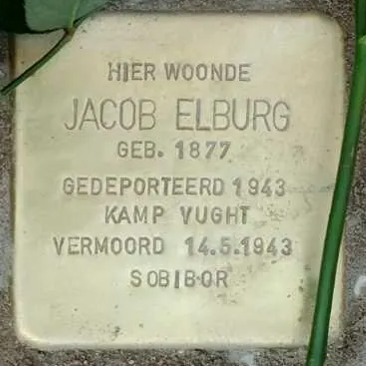 HIER WOONDE
JACOB ELBURG
GEB. 1877
GEDEPORTEERD 1943
KAMP VUGHT
VERMOORD 14.5.1943
SOBIBOR